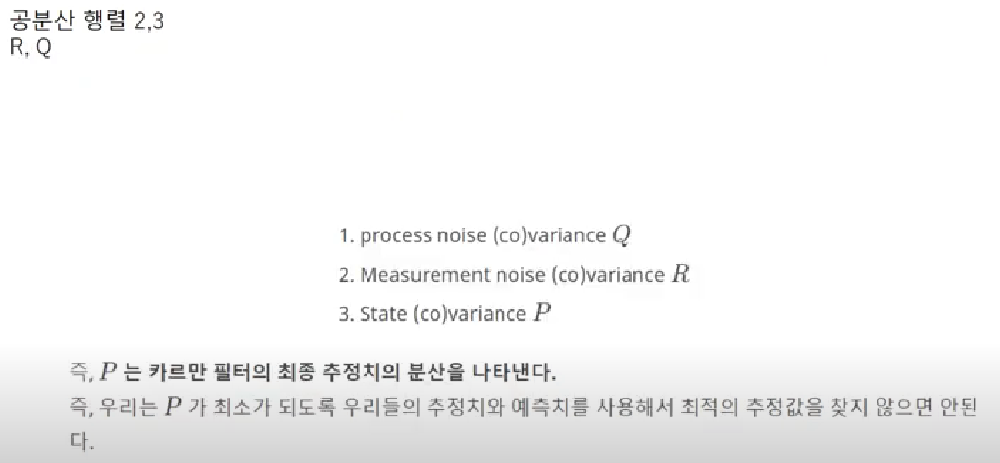 공분산 행렬 2,3
R, Q
1. process noise (co)variance Q
2. Measurement noise (co)variance R
3. State (co)variance P
즉, P 는 카르만 필터의 최종 추정치의 분산을 나타낸다.
즉, 우리는 P 가 최소가 되도록 우리들의 추정치와 예측치를 사용해서 최적의 추정값을 찾지 않으면 안된
다.